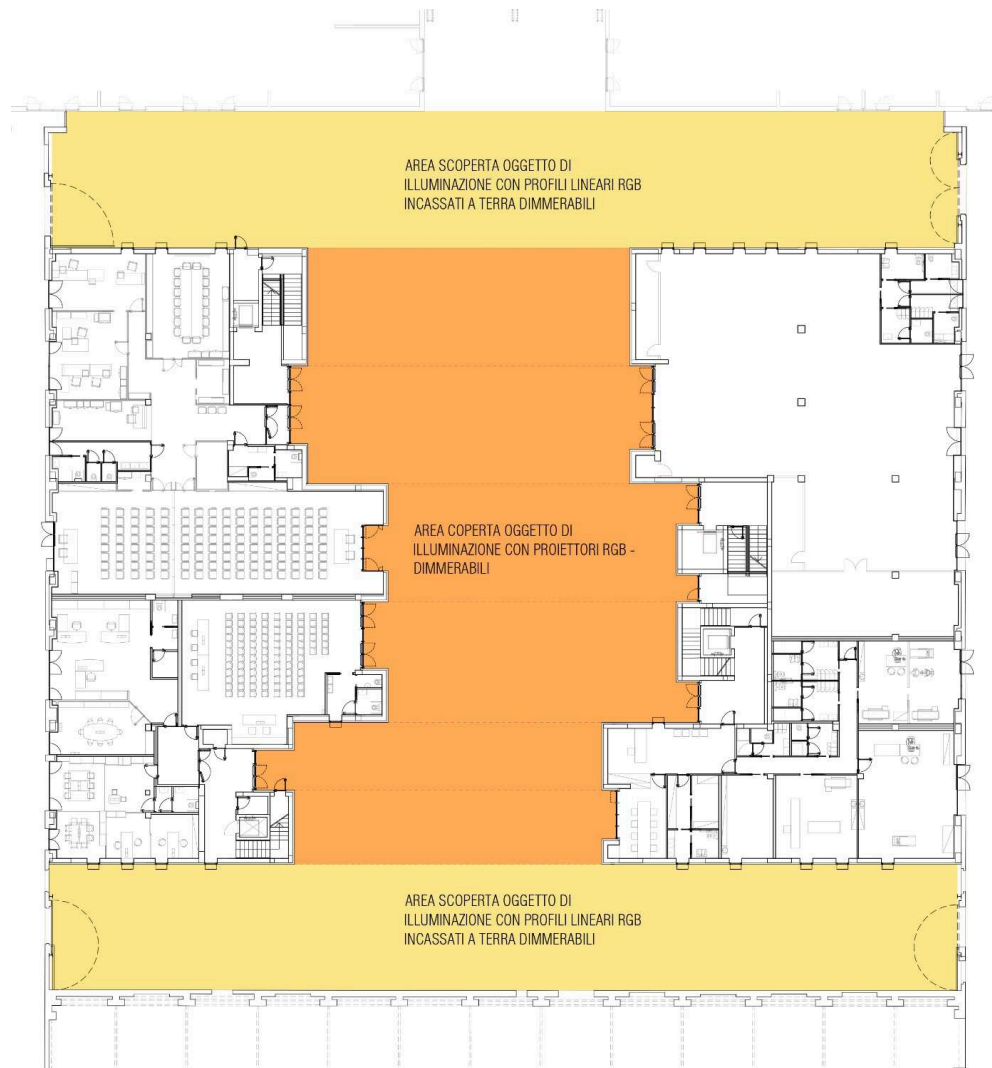 AREA SCOPERTA OGGETTO DI
ILLUMINAZIONE CON PROFILI LINEARI RGB
INCASSATI A TERRA DIMMERABILI
AREA COPERTA OGGETTO DI
ILLUMINAZIONE CON PROIETTORI RGB -
DIMMERABILI
AREA SCOPERTA OGGETTO DI
ILLUMINAZIONE CON PROFILI LINEARI RGB
INCASSATI A TERRA DIMMERABILI